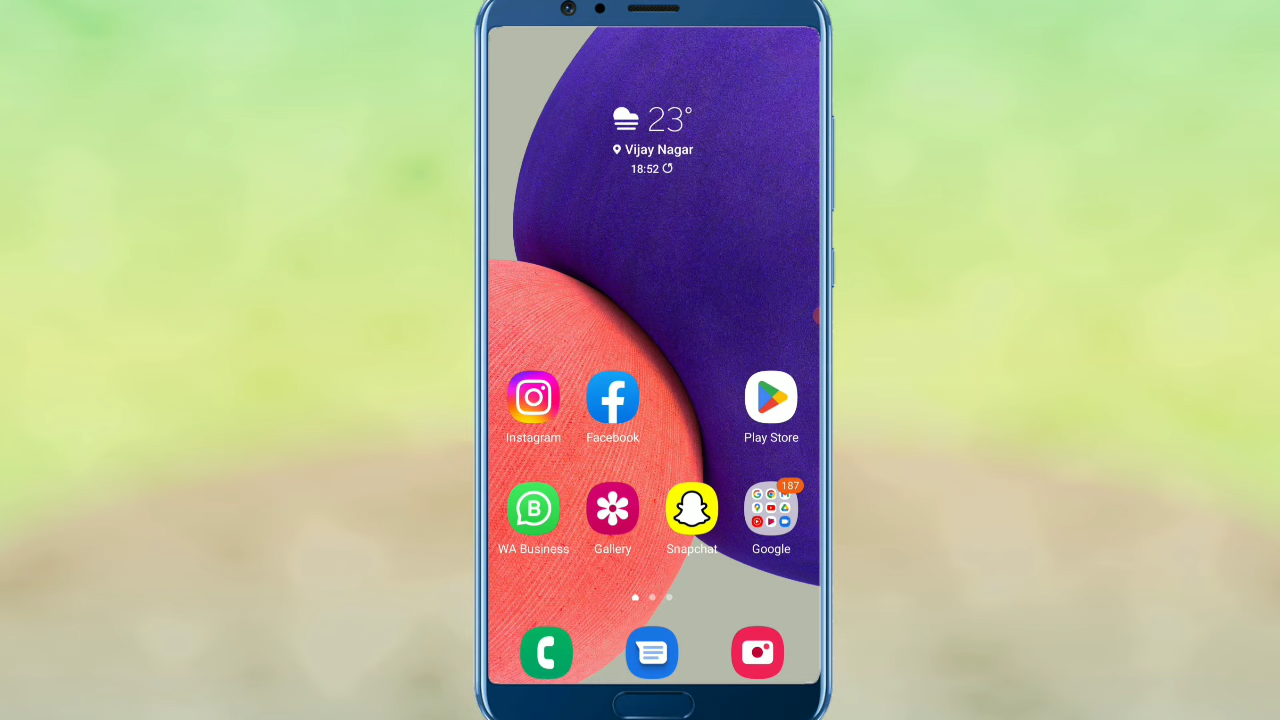 23°
Vijay Nagar
18:52
Instagram
Facebook
Play Store
B
187
WA Business
Gallery
Snapchat
Google